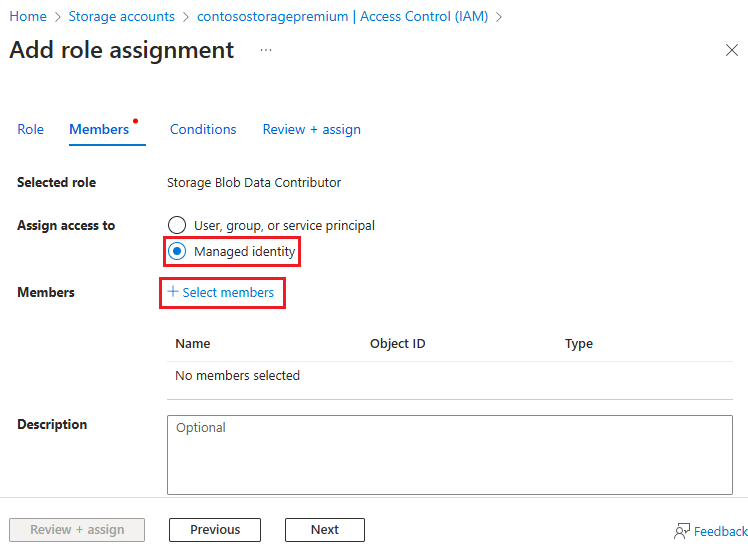 Home > Storage accounts > contosostoragepremium | Access Control (IAM) >
Add role assignment ...
Role Members Conditions Review + assign
Selected role Storage Blob Data Contributor
Assign access to User, group, or service principal
Managed identity
Members + Select members
Name Object ID Type
No members selected
Description Optional
Review + assign Previous Next Feedback